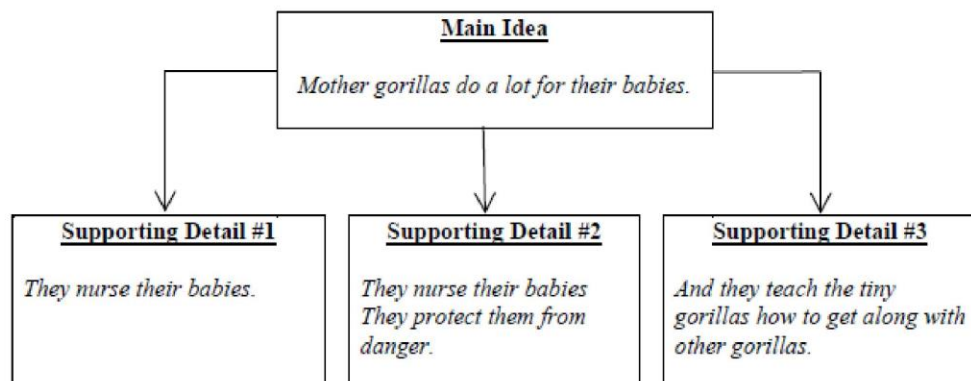 Main Idea
Mother gorillas do a lot for their babies.
Supporting Detail #1
They nurse their babies.
Supporting Detail #2
They nurse their babies
They protect them from
danger.
Supporting Detail #3
And they teach the tiny
gorillas how to get along with
other gorillas.